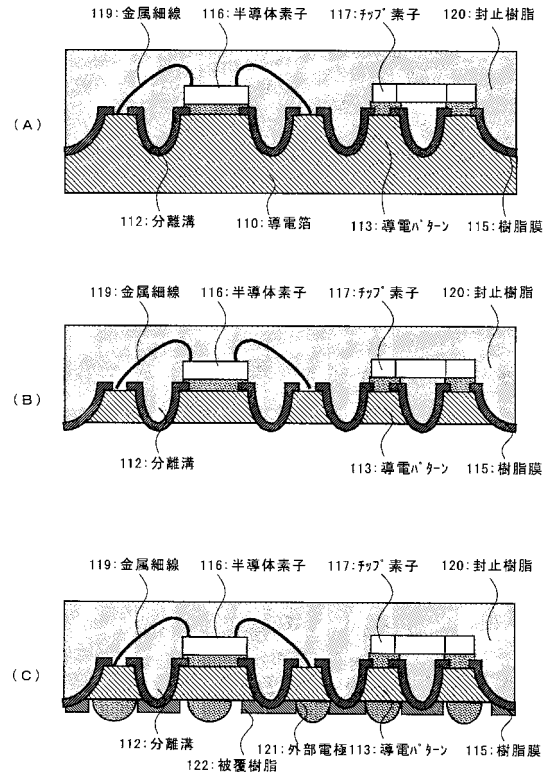 119:金属細線 116:半導体素子 117:チップ素子 120:封止樹脂
(A)
112:分離溝 110:導電箔 113:導電パターン 115:樹脂膜
119:金属細線 116:半導体素子 117:チップ素子 120:封止樹脂
(B)
112:分離溝 113:導電パターン 115:樹脂膜
119:金属細線 116:半導体素子 117:チップ素子 120:封止樹脂
(C)
112:分離溝 121:外部電極 113:導電パターン 115:樹脂膜
122:被覆樹脂